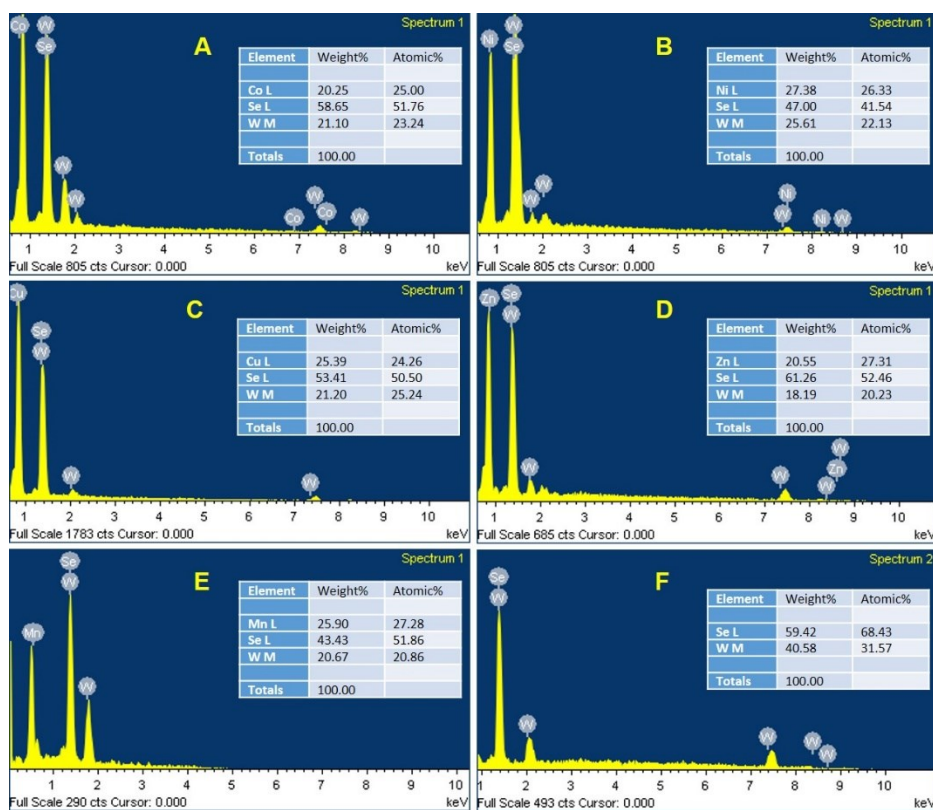 Spectrum 1
A
Co W Se W W Co W Co W
Element Weight% Atomic%
Co L 20.25 25.00
Se L 58.65 51.76
W M 21.10 23.24
Totals 100.00
1 2 3 4 5 6 7 8 9 10
Full Scale 805 cts Cursor: 0.000 keV
Spectrum 1
B
Ni W Se W W W Ni Ni W
Element Weight% Atomic%
Ni L 27.38 26.33
Se L 47.00 41.54
W M 25.61 22.13
Totals 100.00
1 2 3 4 5 6 7 8 9 10
Full Scale 805 cts Cursor: 0.000 keV
Spectrum 1
C
Cu Se W W W
Element Weight% Atomic%
Cu L 25.39 24.26
Se L 53.41 50.50
W M 21.20 25.24
Totals 100.00
1 2 3 4 5 6 7 8 9 10
Full Scale 1783 cts Cursor: 0.000 keV
Spectrum 1
D
Zn Se W W W W Zn W
Element Weight% Atomic%
Zn L 20.55 27.31
Se L 61.26 52.46
W M 18.19 20.23
Totals 100.00
1 2 3 4 5 6 7 8 9 10
Full Scale 685 cts Cursor: 0.000 keV
Spectrum 1
E
Mn Se W W
Element Weight% Atomic%
Mn L 25.90 27.28
Se L 43.43 51.86
W M 20.67 20.86
Totals 100.00
1 2 3 4 5 6 7 8 9 10
Full Scale 290 cts Cursor: 0.000 keV
Spectrum 2
F
Se W W W W W
Element Weight% Atomic%
Se L 59.42 68.43
W M 40.58 31.57
Totals 100.00
1 2 3 4 5 6 7 8 9 10
Full Scale 493 cts Cursor: 0.000 keV